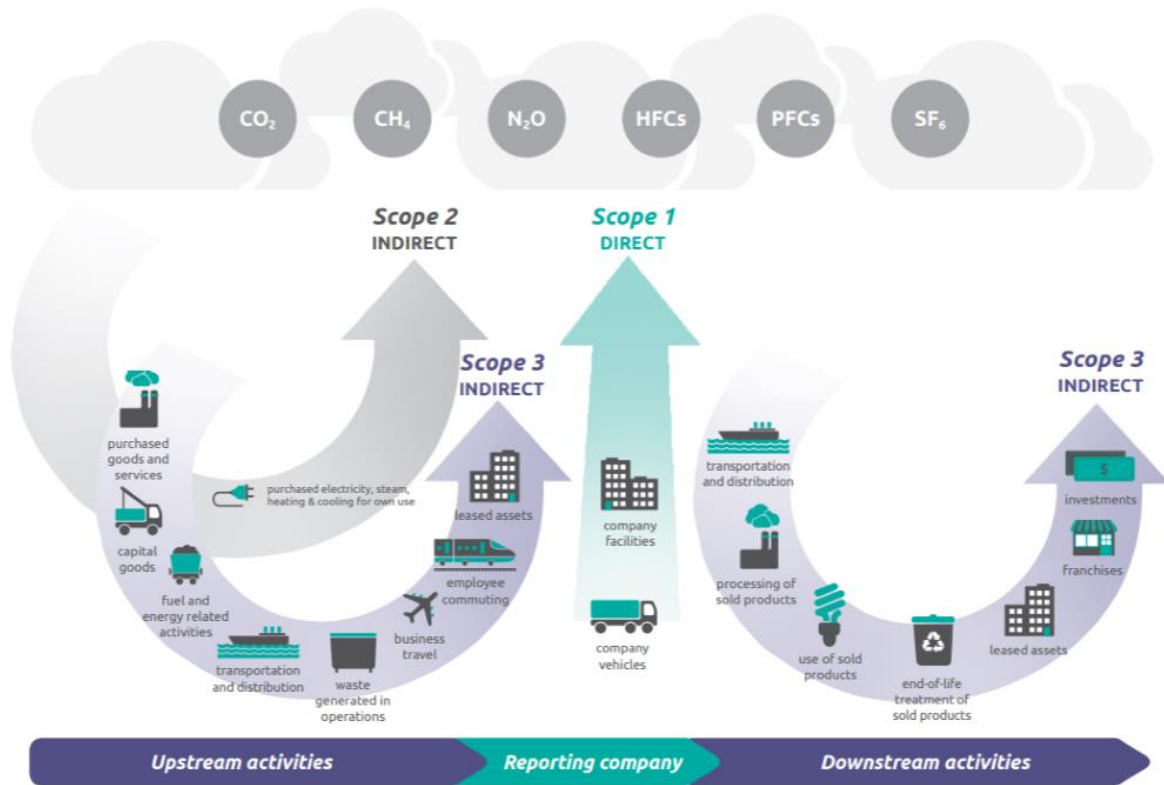 CO₂
CH₄
N₂O
HFCs
PFCs
SF₆
Scope 2
INDIRECT
Scope 1
DIRECT
Scope 3
INDIRECT
Scope 3
INDIRECT
purchased
goods and
services
capital
goods
fuel and
energy related
activities
purchased electricity, steam,
heating & cooling for own use
transportation
and distribution
waste
generated in
operations
business
travel
employee
commuting
leased assets
company
facilities
company
vehicles
transportation
and distribution
processing of
sold products
use of sold
products
end-of-life
treatment of
sold products
leased assets
franchises
$
investments
Upstream activities
Reporting company
Downstream activities